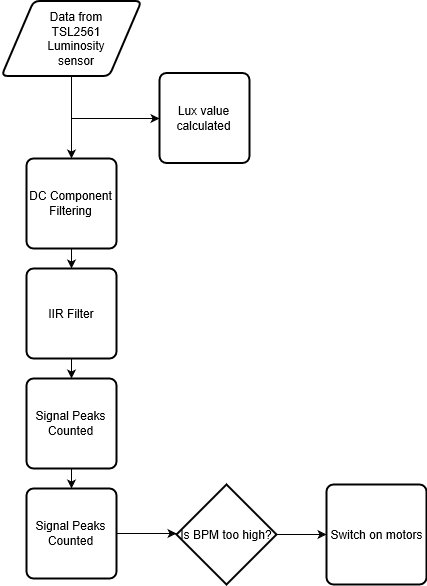 Data from
TSL2561
Luminosity
sensor
Lux value
calculated
DC Component
Filtering
IIR Filter
Signal Peaks
Counted
Signal Peaks
Counted
Is BPM too high?
Switch on motors